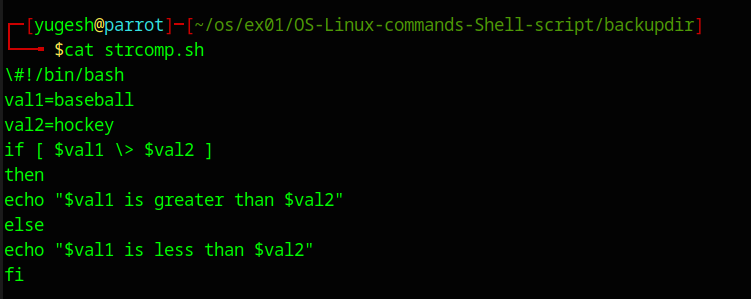 ┌─[yugesh@parrot]─[~/os/ex01/OS-Linux-commands-Shell-script/backupdir]
└──╼ $cat strcomp.sh
\#!/bin/bash
val1=baseball
val2=hockey
if [ $val1 \> $val2 ]
then
echo "$val1 is greater than $val2"
else
echo "$val1 is less than $val2"
fi